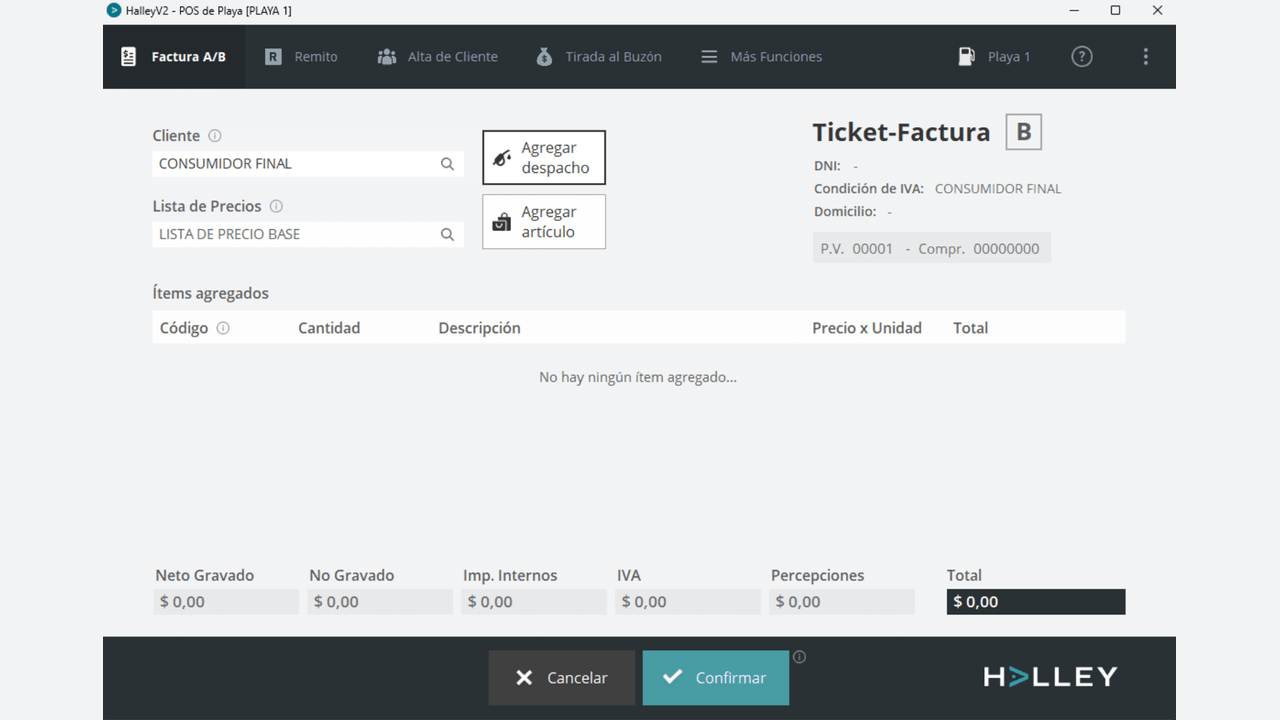 HalleyV2 - POS de Playa [PLAYA 1]
Factura A/B
R Remito
Alta de Cliente
Tirada al Buzón
Más Funciones
Playa 1
?
Cliente
CONSUMIDOR FINAL
Lista de Precios
LISTA DE PRECIO BASE
Agregar
despacho
Agregar
artículo
Ticket-Factura B
DNI: -
Condición de IVA: CONSUMIDOR FINAL
Domicilio: -
P.V. 00001 - Compr. 00000000
Ítems agregados
Código Cantidad Descripción Precio x Unidad Total
No hay ningún ítem agregado...
Neto Gravado No Gravado Imp. Internos IVA Percepciones Total
$ 0,00 $ 0,00 $ 0,00 $ 0,00 $ 0,00 $ 0,00
Cancelar
Confirmar
HALLEY